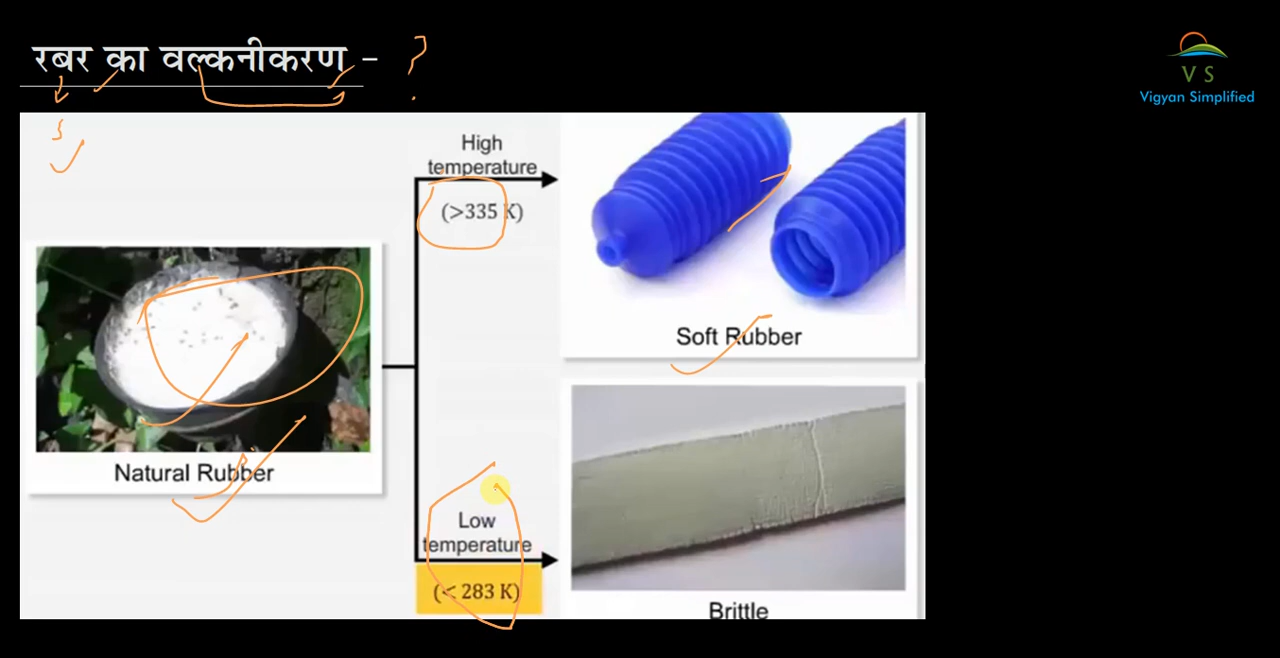 रबर का वल्कनीकरण – ?
V S
Vigyan Simplified
High
temperature
(>335 K)
Soft Rubber
Natural Rubber
Low
temperature
(< 283 K)
Brittle